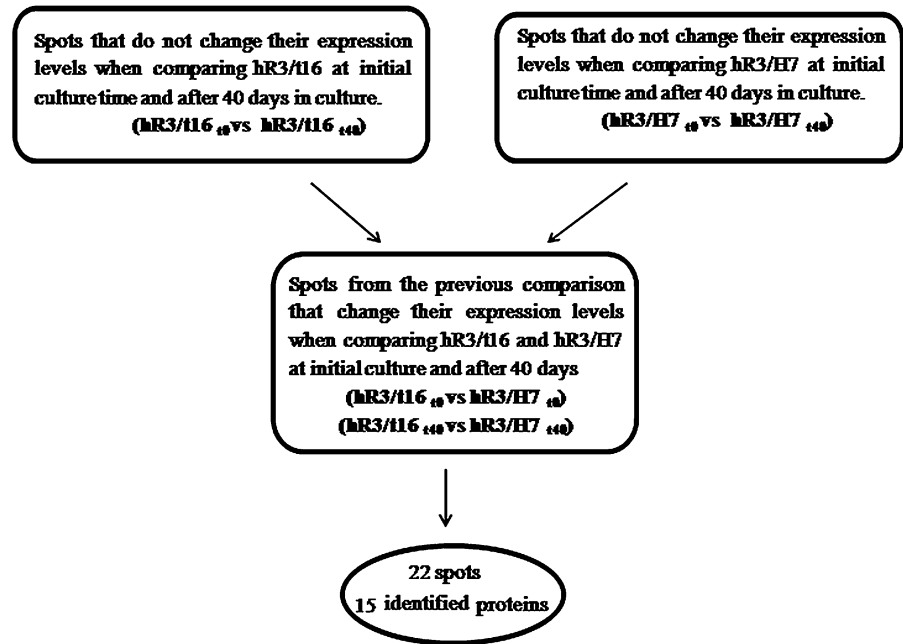 Spots that do not change their expression
levels when comparing hR3/t16 at initial
culture time and after 40 days in culture.
(hR3/t16 t0 vs hR3/t16 t40)
Spots that do not change their expression
levels when comparing hR3/H7 at initial
culture time and after 40 days in culture.
(hR3/H7 t0 vs hR3/H7 t40)
Spots from the previous comparison
that change their expression levels
when comparing hR3/t16 and hR3/H7
at initial culture and after 40 days
(hR3/t16 t0 vs hR3/H7 t0)
(hR3/t16 t40 vs hR3/H7 t40)
22 spots
15 identified proteins